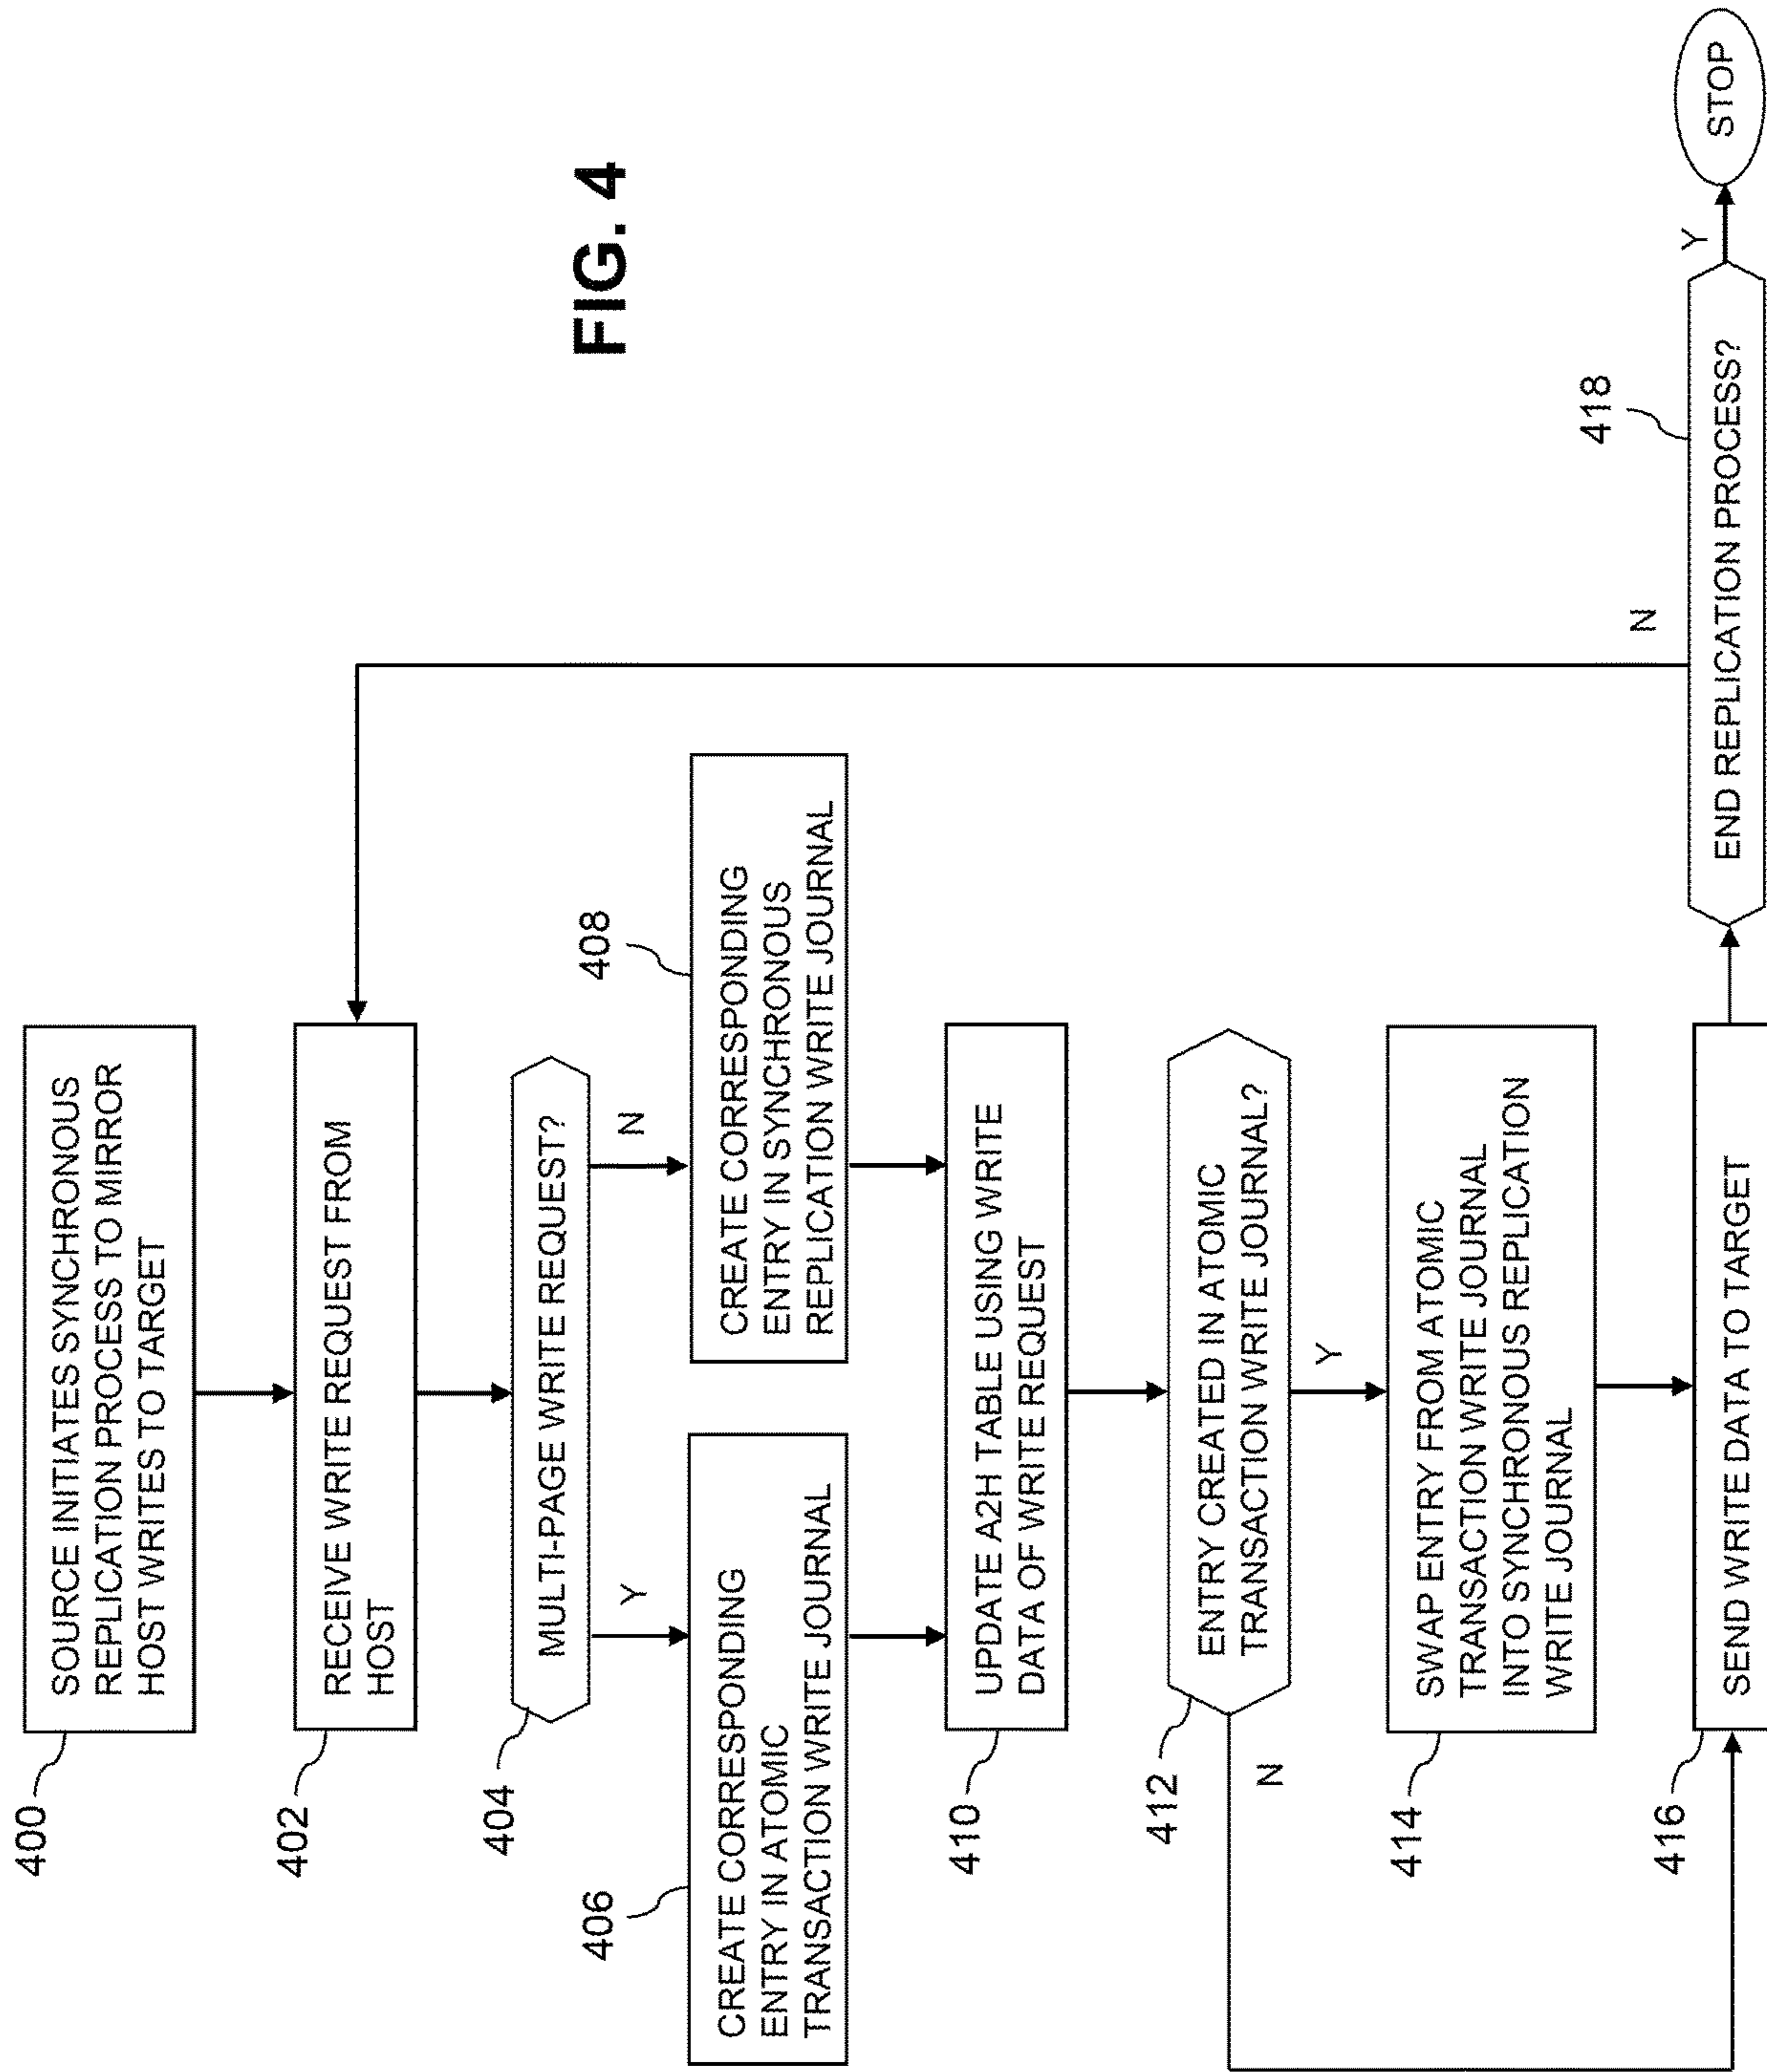 400
SOURCE INITIATES SYNCHRONOUS
REPLICATION PROCESS TO MIRROR
HOST WRITES TO TARGET
402
RECEIVE WRITE REQUEST FROM
HOST
404
MULTI-PAGE WRITE REQUEST?
Y
N
406
CREATE CORRESPONDING
ENTRY IN ATOMIC
TRANSACTION WRITE JOURNAL
408
CREATE CORRESPONDING
ENTRY IN SYNCHRONOUS
REPLICATION WRITE JOURNAL
410
UPDATE A2H TABLE USING WRITE
DATA OF WRITE REQUEST
412
ENTRY CREATED IN ATOMIC
TRANSACTION WRITE JOURNAL?
N
Y
414
SWAP ENTRY FROM ATOMIC
TRANSACTION WRITE JOURNAL
INTO SYNCHRONOUS REPLICATION
WRITE JOURNAL
416
SEND WRITE DATA TO TARGET
418
END REPLICATION PROCESS?
N
Y
STOP
FIG. 4